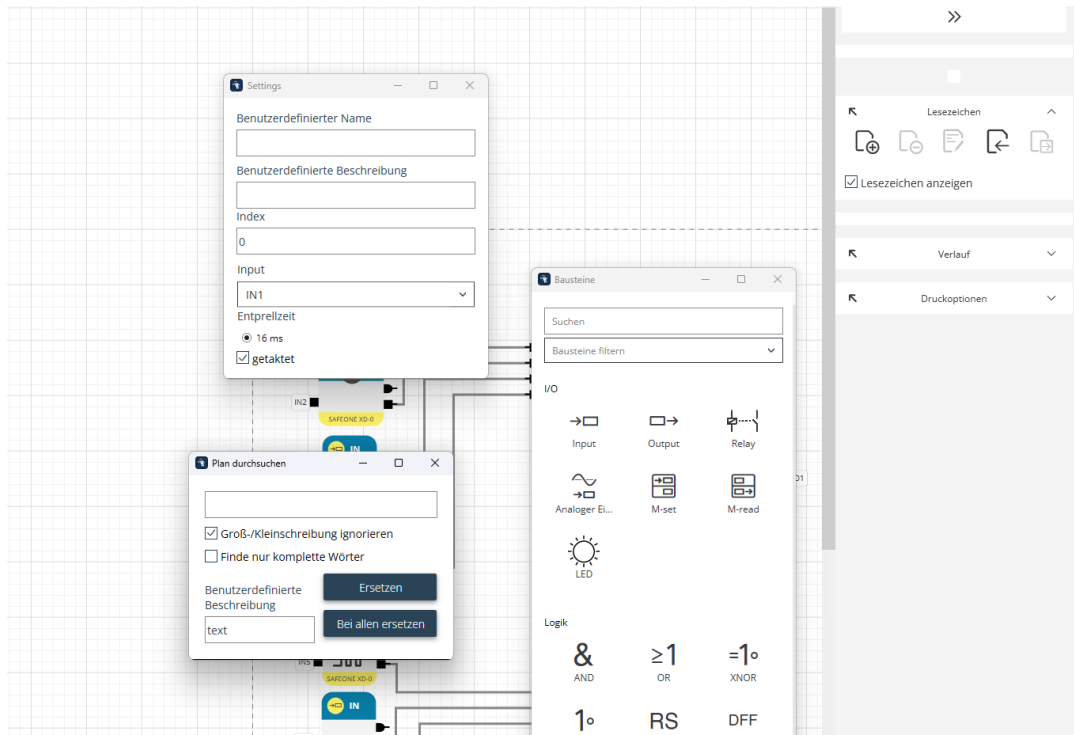 Settings
Benutzerdefinierter Name
Benutzerdefinierte Beschreibung
Index
0
Input
IN1
Entprellzeit
16 ms
getaktet
IN2
SAFEONE XD-0
IN
Plan durchsuchen
Groß-/Kleinschreibung ignorieren
Finde nur komplette Wörter
Benutzerdefinierte
Beschreibung
text
Ersetzen
Bei allen ersetzen
IN5
SAFEONE XD-0
IN
Bausteine
Suchen
Bausteine filtern
I/O
Input
Output
Relay
Analoger Ei...
M-set
M-read
LED
Logik
&
≥1
=1
AND
OR
XNOR
1
RS
DFF
Lesezeichen
Lesezeichen anzeigen
Verlauf
Druckoptionen